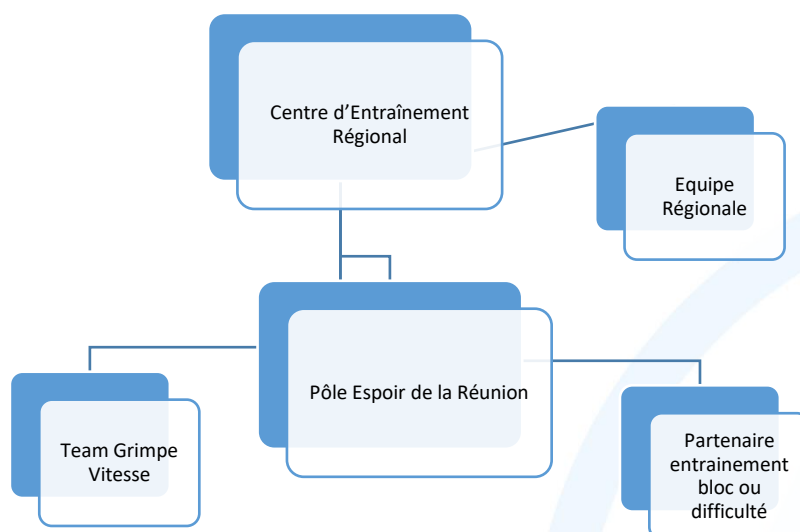 Centre d'Entraînement
Régional
Equipe
Régionale
Pôle Espoir de la Réunion
Team Grimpe
Vitesse
Partenaire
entrainement
bloc ou
difficulté